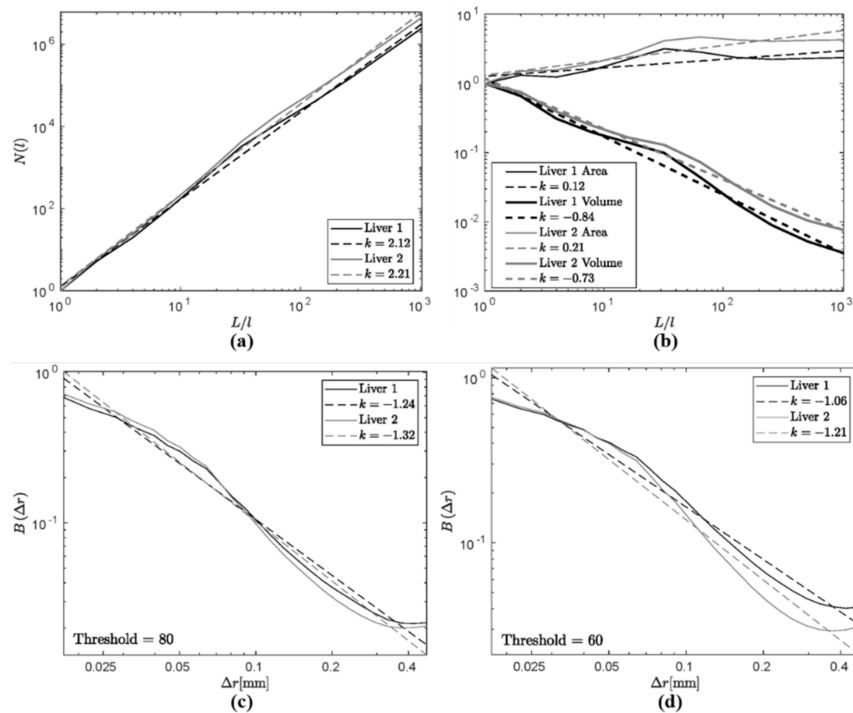 10^6
10^4
10^2
10^0
N(l)
Liver 1
k = 2.12
Liver 2
k = 2.21
10^0
10^1
10^2
10^3
L/l
(a)
10^1
10^0
10^-1
10^-2
10^-3
Liver 1 Area
k = 0.12
Liver 1 Volume
k = −0.84
Liver 2 Area
k = 0.21
Liver 2 Volume
k = −0.73
10^0
10^1
10^2
10^3
L/l
(b)
10^0
10^-1
B(Δr)
Liver 1
k = −1.24
Liver 2
k = −1.32
Threshold = 80
0.025
0.05
0.1
0.2
0.4
Δr[mm]
(c)
10^0
10^-1
B(Δr)
Liver 1
k = −1.06
Liver 2
k = −1.21
Threshold = 60
0.025
0.05
0.1
0.2
0.4
Δr[mm]
(d)